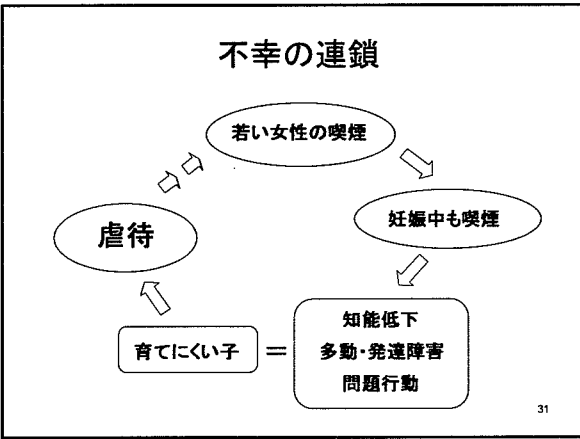 不幸の連鎖
若い女性の喫煙
妊娠中も喫煙
虐待
知能低下
育てにくい子 = 多動・発達障害
問題行動
31